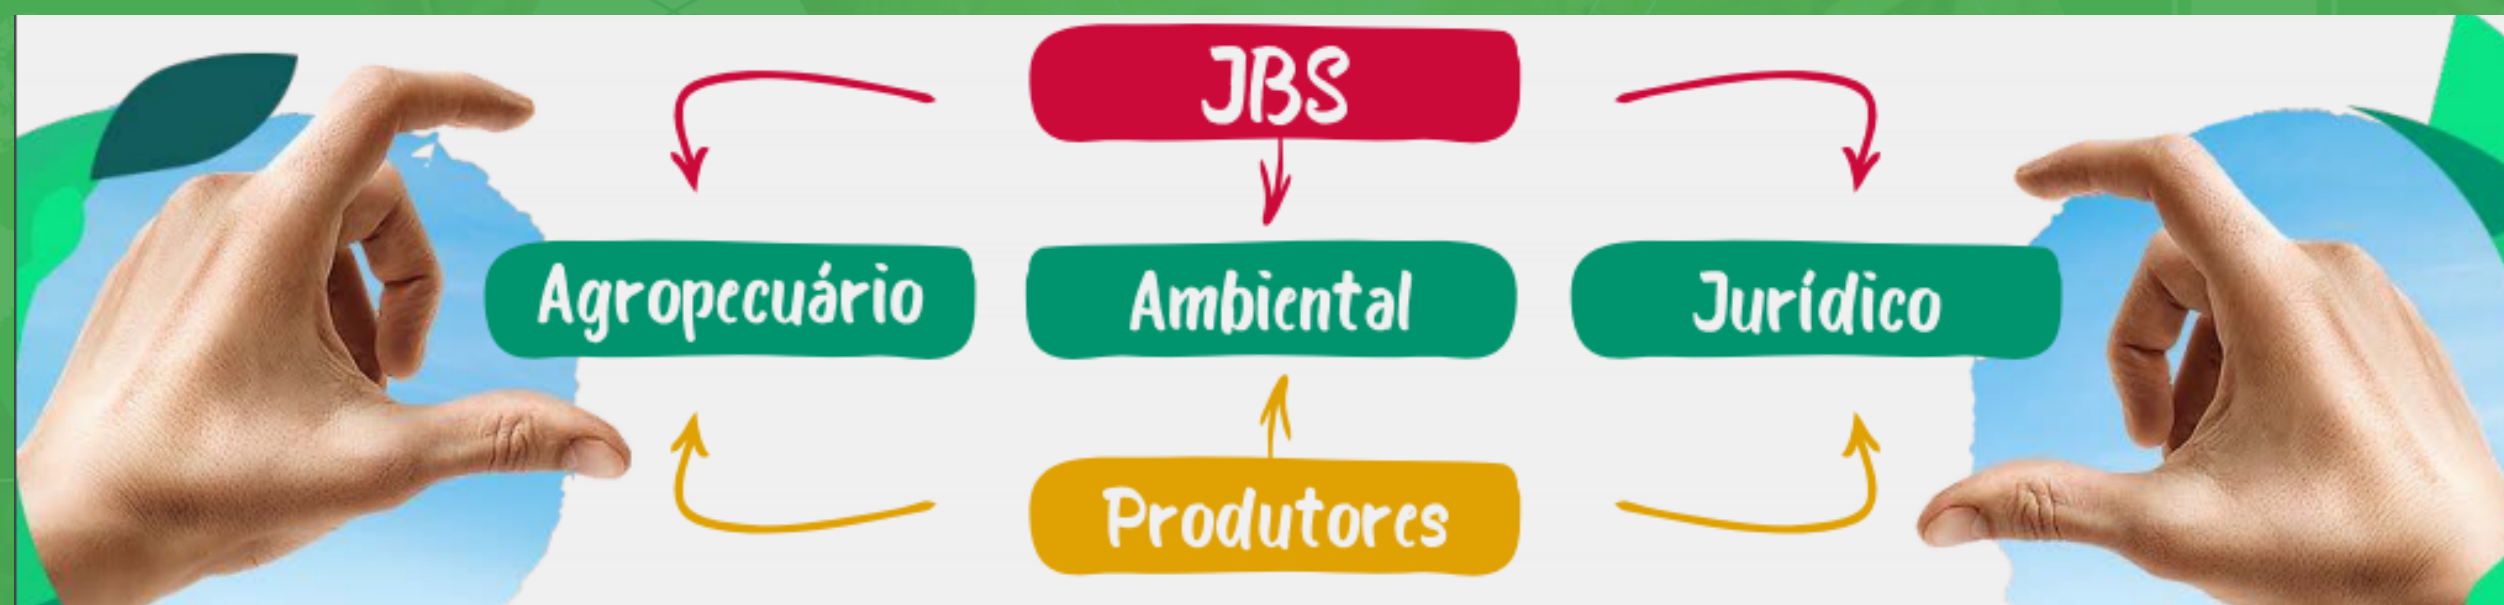 JBS
Agropecuário
Ambiental
Jurídico
Produtores